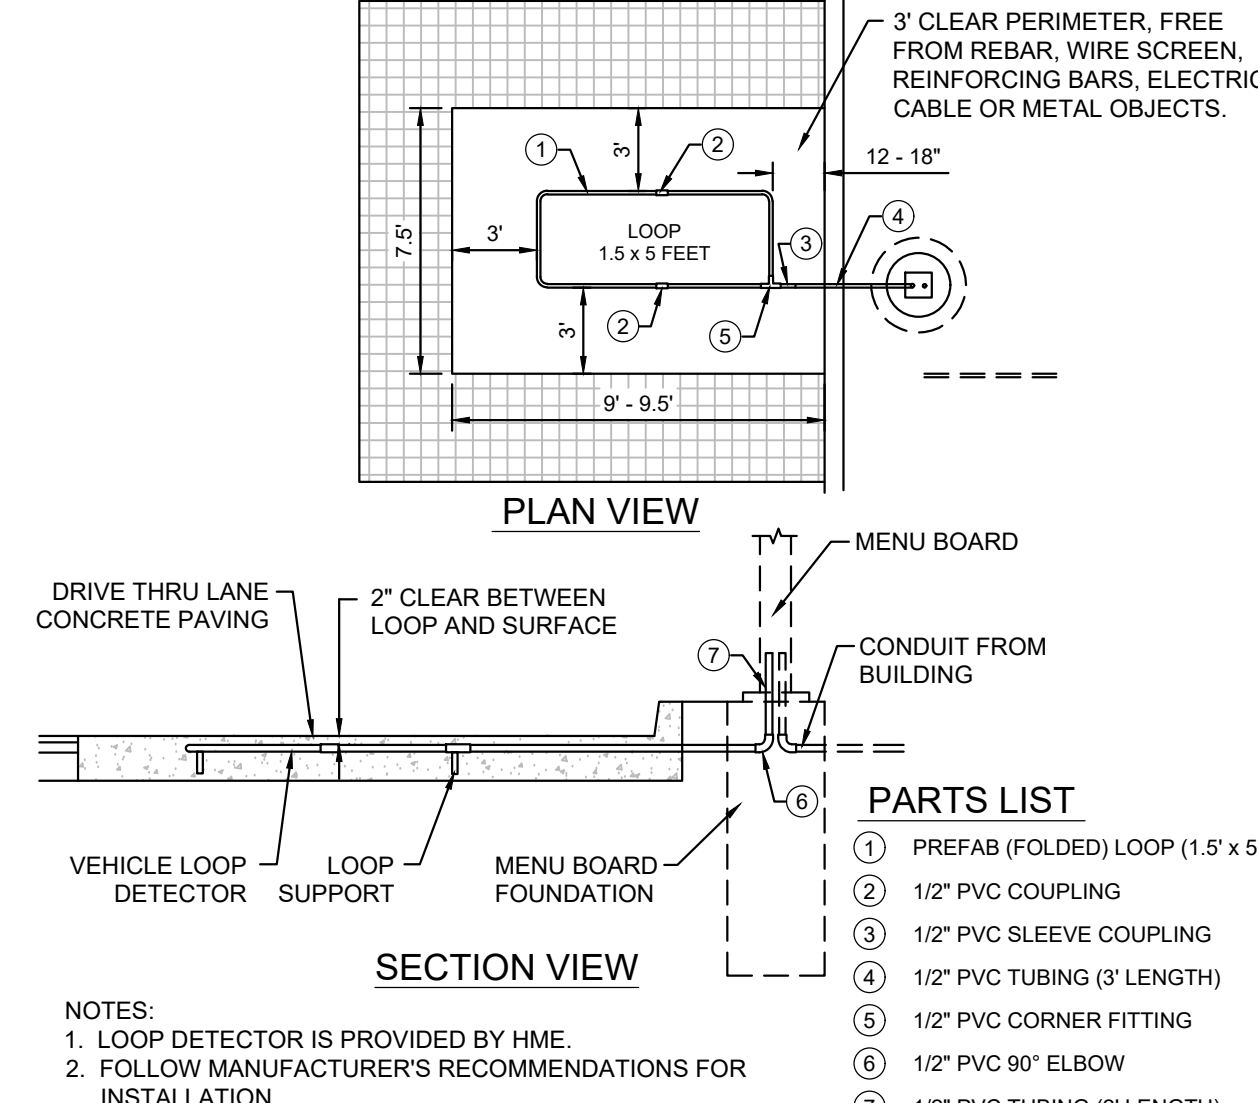 3' CLEAR PERIMETER, FREE
FROM REBAR, WIRE SCREEN,
REINFORCING BARS, ELECTRIC
CABLE OR METAL OBJECTS.
12 - 18"
1
3'
2
7.5'
3'
LOOP
1.5 x 5 FEET
3
4
3'
2
5
9' - 9.5'
PLAN VIEW
MENU BOARD
DRIVE THRU LANE
CONCRETE PAVING
2" CLEAR BETWEEN
LOOP AND SURFACE
7
CONDUIT FROM
BUILDING
6
VEHICLE LOOP
DETECTOR
LOOP
SUPPORT
MENU BOARD
FOUNDATION
SECTION VIEW
PARTS LIST
1 PREFAB (FOLDED) LOOP (1.5' x 5
2 1/2" PVC COUPLING
3 1/2" PVC SLEEVE COUPLING
4 1/2" PVC TUBING (3' LENGTH)
5 1/2" PVC CORNER FITTING
6 1/2" PVC 90° ELBOW
7 1/2" PVC TUBING LENGTH)
NOTES:
1. LOOP DETECTOR IS PROVIDED BY HME.
2. FOLLOW MANUFACTURER'S RECOMMENDATIONS FOR
INSTALLATION